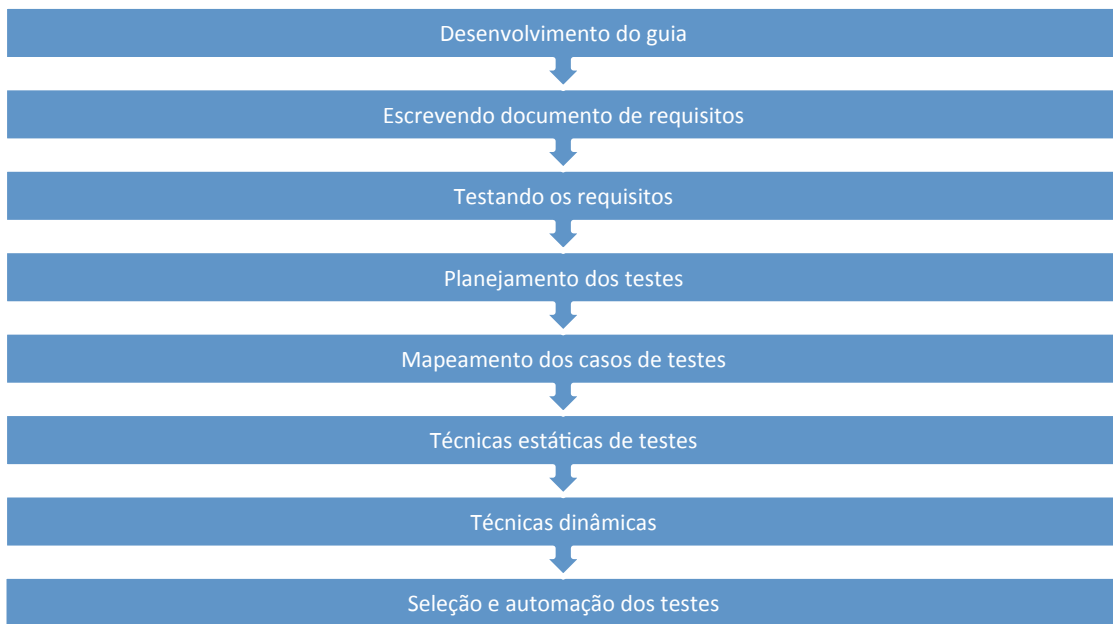 Desenvolvimento do guia
Escrevendo documento de requisitos
Testando os requisitos
Planejamento dos testes
Mapeamento dos casos de testes
Técnicas estáticas de testes
Técnicas dinâmicas
Seleção e automação dos testes